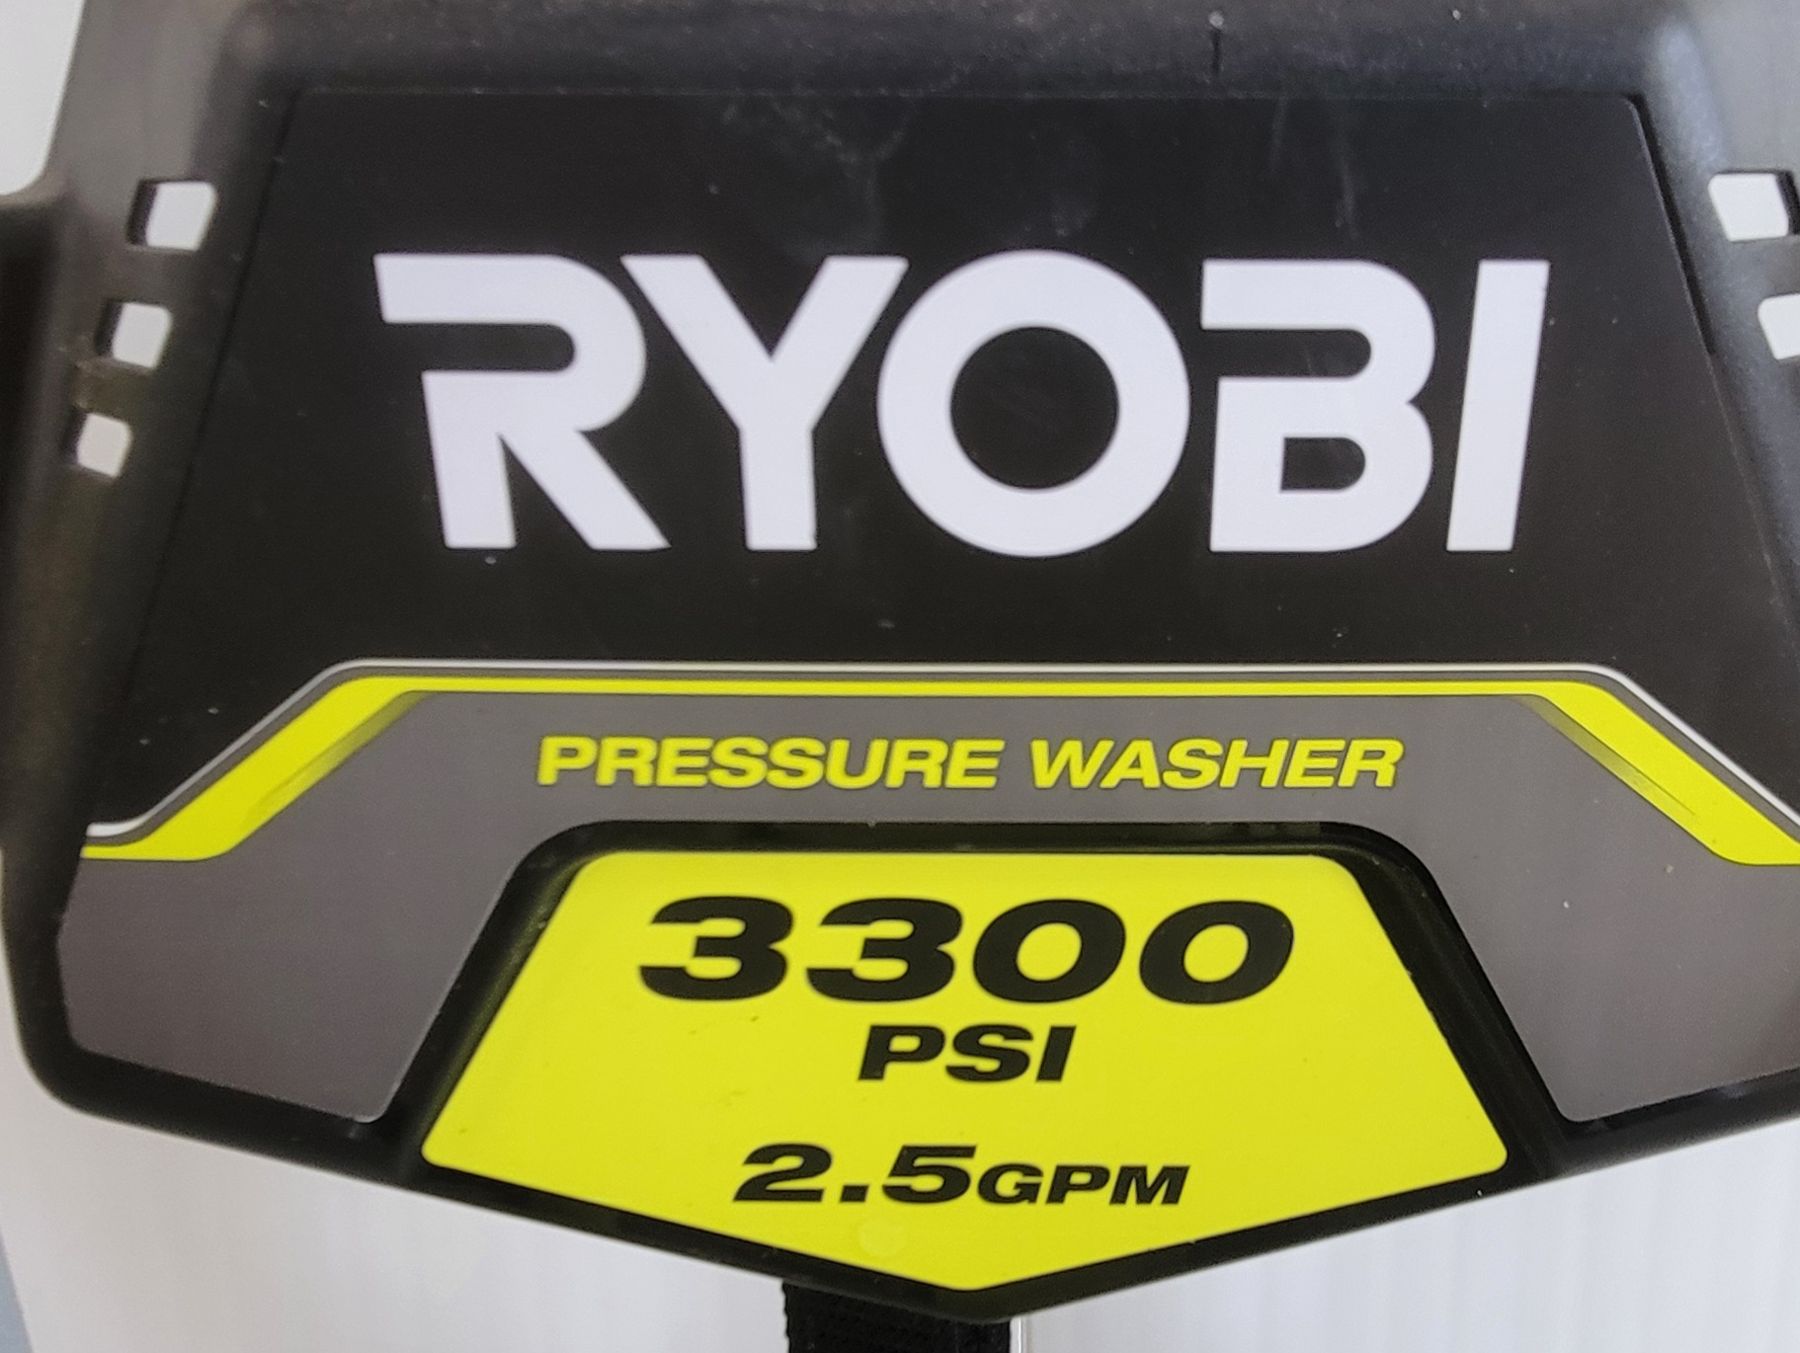 RYOBI
PRESSURE WASHER
3300
PSI
2.5GPM